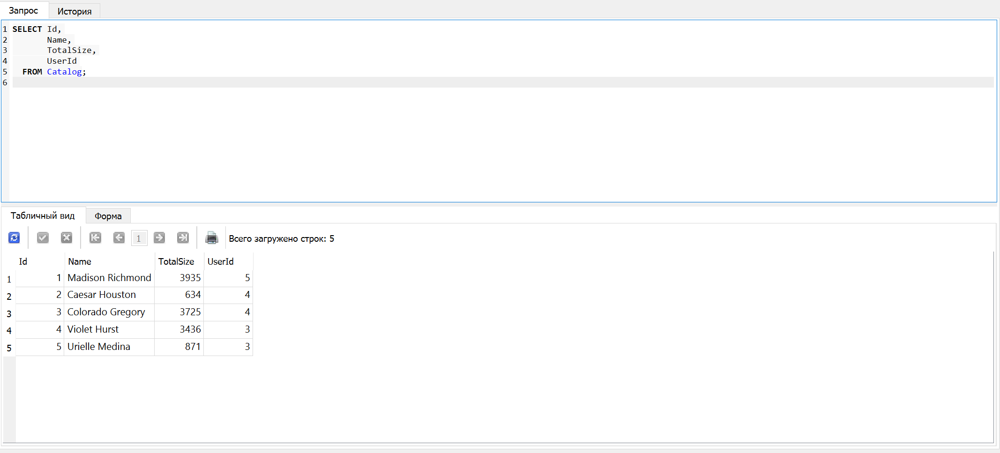 Запрос История
1 SELECT Id,
2 Name,
3 TotalSize,
4 UserId
5 FROM Catalog;
6
Табличный вид Форма
1 Всего загружено строк: 5
Id Name TotalSize UserId
1 1 Madison Richmond 3935 5
2 2 Caesar Houston 634 4
3 3 Colorado Gregory 3725 4
4 4 Violet Hurst 3436 3
5 5 Urielle Medina 871 3